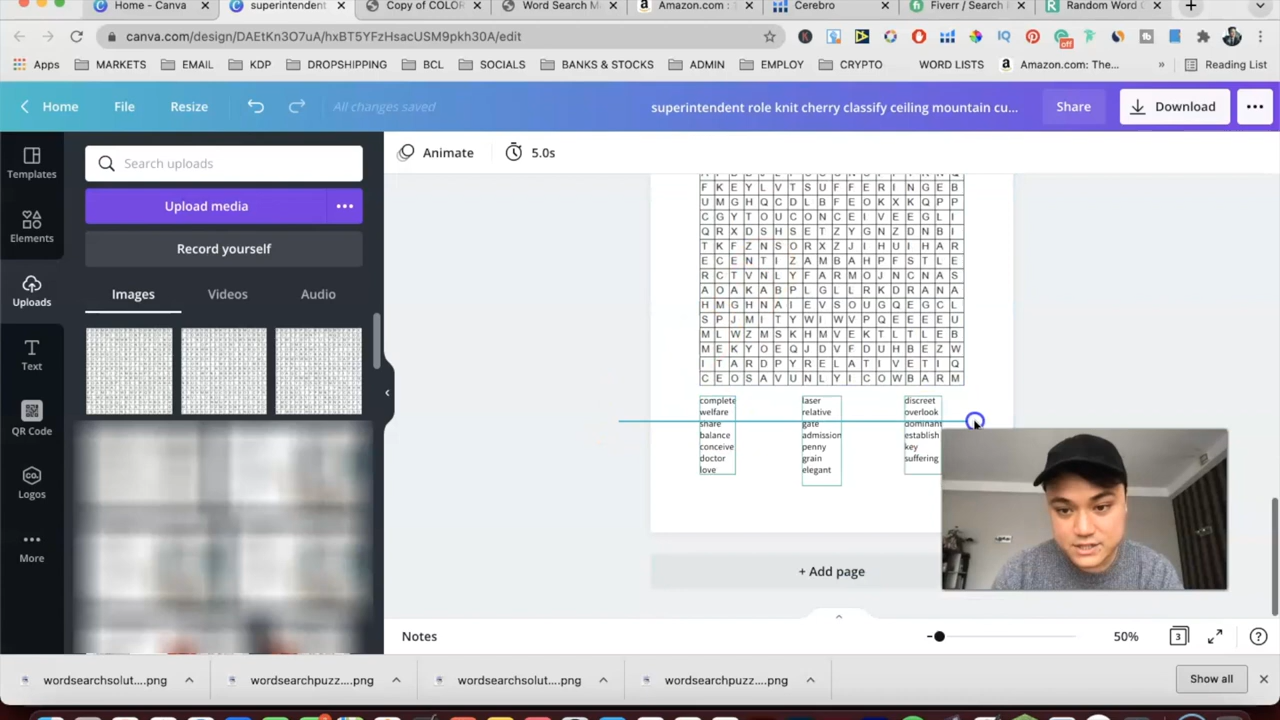 Home - Canva
superintendent
Copy of COLOR
Word Search M
Amazon.com :
Cerebro
Fiverr / Search
Random Word
canva.com/design/DAEtKn3O7uA/hxBT5YFzHsacUSM9pkh30A/edit
Apps
MARKETS
EMAIL
KDP
DROPSHIPPING
BCL
SOCIALS
BANKS & STOCKS
ADMIN
EMPLOY
CRYPTO
WORD LISTS
Amazon.com: The...
»
Reading List
Home
File
Resize
All changes saved
superintendent role knit cherry classify ceiling mountain cu...
Share
Download
Templates
Elements
Uploads
Text
QR Code
Logos
More
Search uploads
Upload media
Record yourself
Images
Videos
Audio
Animate
5.0s
F K E Y L V T S U F F E R I N G E B
U M G H Q C D L B F E O K X K Q P P
C G Y T O U C O N C E I V E E G L I
Q R X D S H S E T Z Y G N Z D N B I
T K F Z N S O R X Z J I H U I H A R
E C E N T I Z A M B A H P F S T L E
R C T V N L Y F A R M O J N C N A S
A O A K A B P L G L L R K D R A N A
H M G H N A I E V S O U G Q E G C L
S P J M I T Y W I W V P Q E E E E U
M L W Z M S K H M V E K T L T L E B
M E K Y O E Q J D V F D U H B E Z W
I T A R D P Y R E L A T I V E T I Q
C E O S A V U N L Y I C O W B A R M
complete
welfare
share
balance
conceive
doctor
love
laser
relative
gate
admission
penny
grain
elegant
discreet
overlook
dominant
establish
key
suffering
+ Add page
Notes
50%
3
wordsearchsolut....png
wordsearchpuzz....png
wordsearchsolut....png
wordsearchpuzz....png
Show all